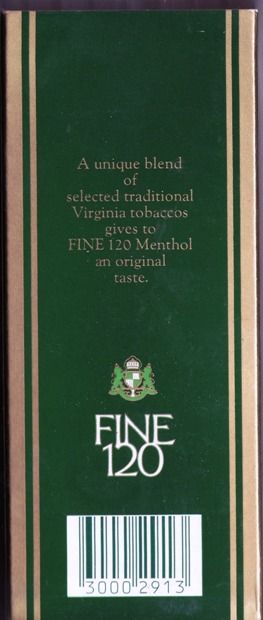 A unique blend
of
selected traditional
Virginia tobaccos
gives to
FINE 120 Menthol
an original
taste.
FINE
120
3000 2913